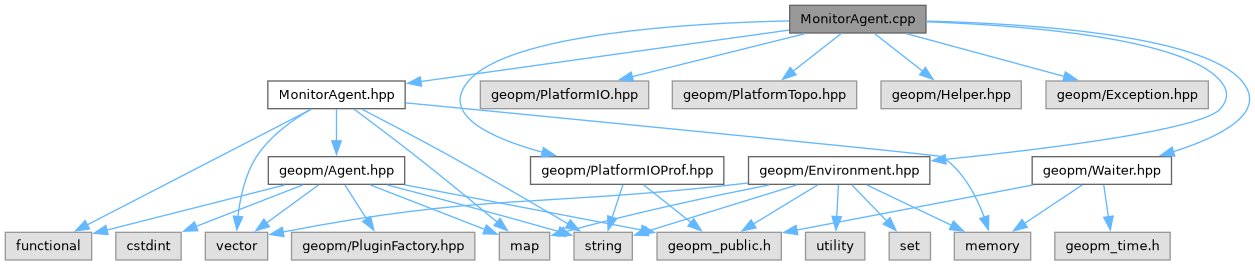 MonitorAgent.cpp
MonitorAgent.hpp
geopm/PlatformIO.hpp
geopm/PlatformTopo.hpp
geopm/Helper.hpp
geopm/Exception.hpp
geopm/Agent.hpp
geopm/PlatformIOProf.hpp
geopm/Environment.hpp
geopm/Waiter.hpp
functional
cstdint
vector
geopm/PluginFactory.hpp
map
string
geopm_public.h
utility
set
memory
geopm_time.h